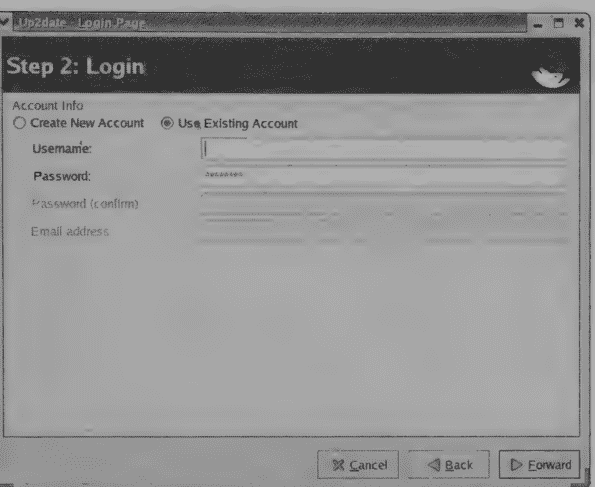 Up2date - Login Page
Step 2: Login
Account Info
Create New Account Use Existing Account
Username:
Password: ********
Password (confirm)
Email address
Cancel Back Forward